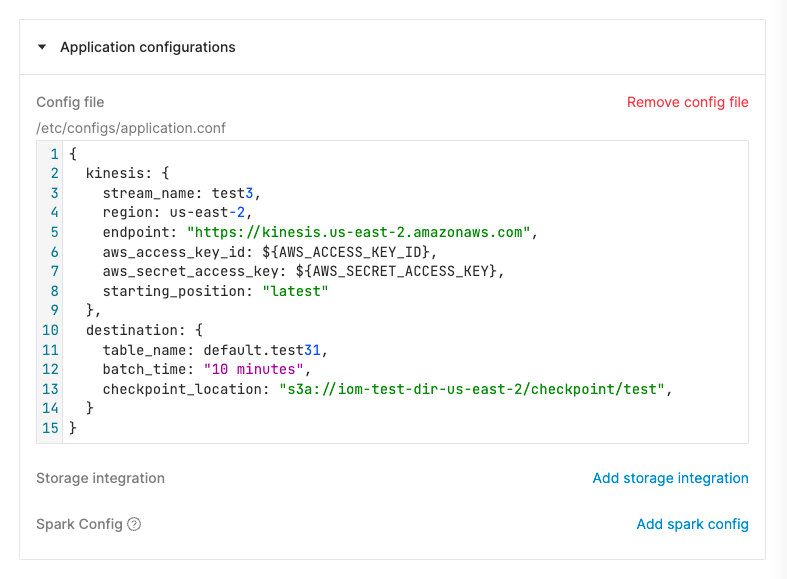 Application configurations
Config file
Remove config file
/etc/configs/application.conf
1 {
2   kinesis: {
3     stream_name: test3,
4     region: us-east-2,
5     endpoint: "https://kinesis.us-east-2.amazonaws.com",
6     aws_access_key_id: ${AWS_ACCESS_KEY_ID},
7     aws_secret_access_key: ${AWS_SECRET_ACCESS_KEY},
8     starting_position: "latest"
9   },
10   destination: {
11     table_name: default.test31,
12     batch_time: "10 minutes",
13     checkpoint_location: "s3a://iom-test-dir-us-east-2/checkpoint/test",
14   }
15 }
Storage integration
Add storage integration
Spark Config ?
Add spark config